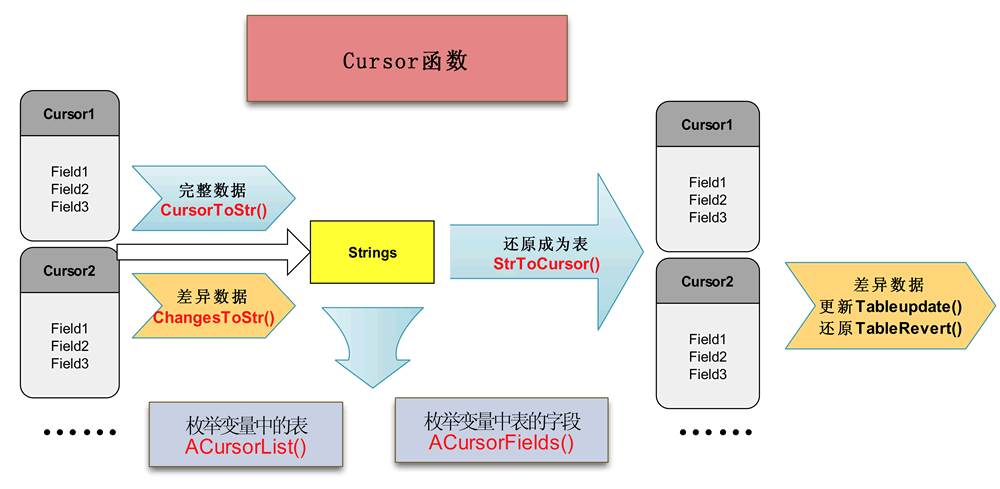 Cursor函数
Cursor1
Field1
Field2
Field3
Cursor2
Field1
Field2
Field3
••••••
完整数据
CursorToStr()
差异数据
ChangesToStr()
Strings
还原成为表
StrToCursor()
枚举变量中的表
ACursorList()
枚举变量中表的字段
ACursorFields()
Cursor1
Field1
Field2
Field3
Cursor2
Field1
Field2
Field3
••••••
差异数据
更新Tableupdate()
还原TableRevert()